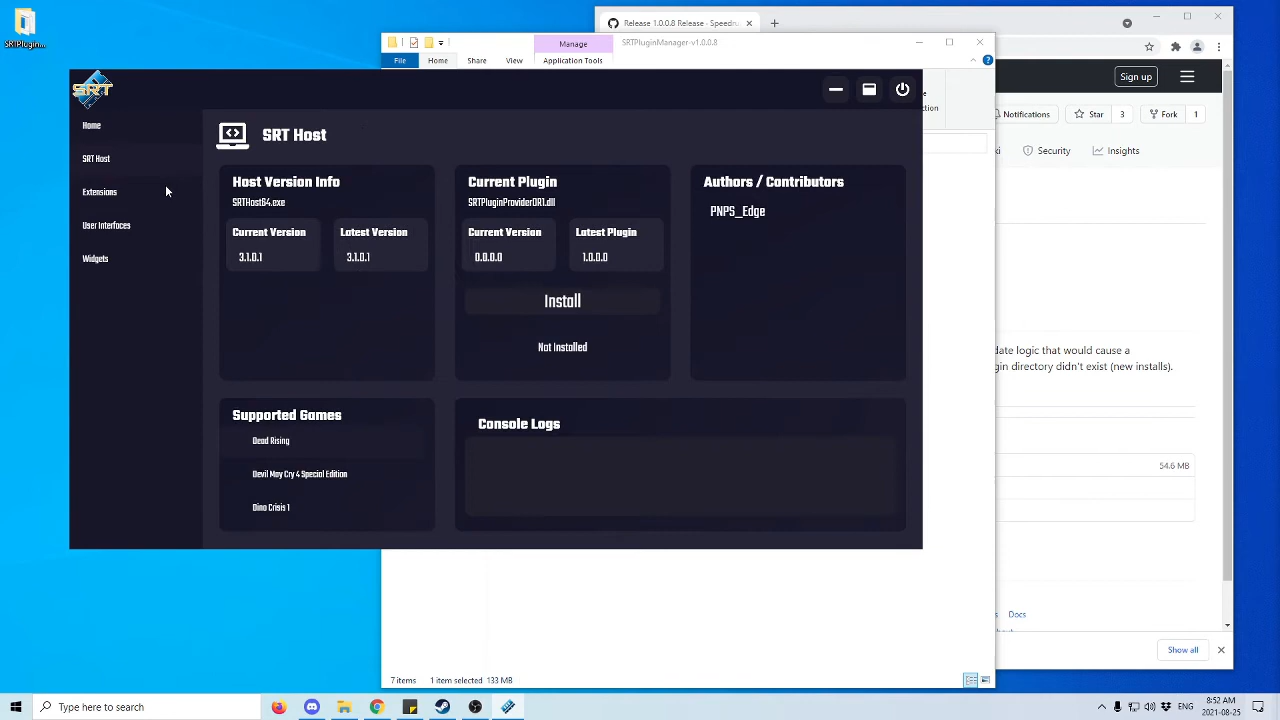 SRTPlugin...
Release 1.0.0.8 Release - Speedru
Manage
SRTPluginManager-v1.0.0.8
File
Home
Share
View
Application Tools
SRT
Home
SRT Host
Extensions
User Interfaces
Widgets
SRT Host
Host Version Info
SRTHost64.exe
Current Version
3.1.0.1
Latest Version
3.1.0.1
Current Plugin
SRTPluginProviderDR1.dll
Current Version
0.0.0.0
Latest Plugin
1.0.0.0
Install
Not Installed
Authors / Contributors
PNPS_Edge
Supported Games
Dead Rising
Devil May Cry 4 Special Edition
Dino Crisis 1
Console Logs
Sign up
Notifications
Star
3
Fork
1
ki
Security
Insights
e
ction
date logic that would cause a
gin directory didn't exist (new installs).
54.6 MB
s
Docs
Show all
7 items
1 item selected
133 MB
Type here to search
ENG
8:52 AM
2021-08-25